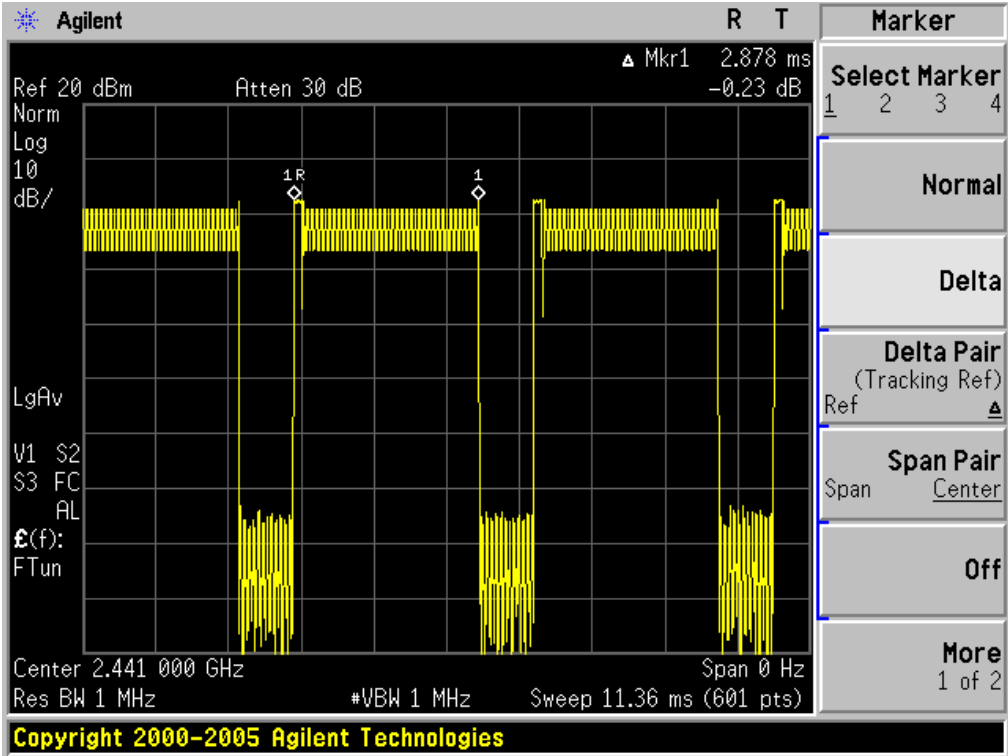 Agilent R T
Δ Mkr1 2.878 ms
Ref 20 dBm Atten 30 dB -0.23 dB
Norm
Log
10
dB/
1R
1
LgAv
V1 S2
S3 FC
AL
£(f):
FTun
Center 2.441 000 GHz Span 0 Hz
Res BW 1 MHz #VBW 1 MHz Sweep 11.36 ms (601 pts)
Copyright 2000-2005 Agilent Technologies
Marker
Select Marker
1 2 3 4
Normal
Delta
Delta Pair
(Tracking Ref)
Ref Δ
Span Pair
Span Center
Off
More
1 of 2